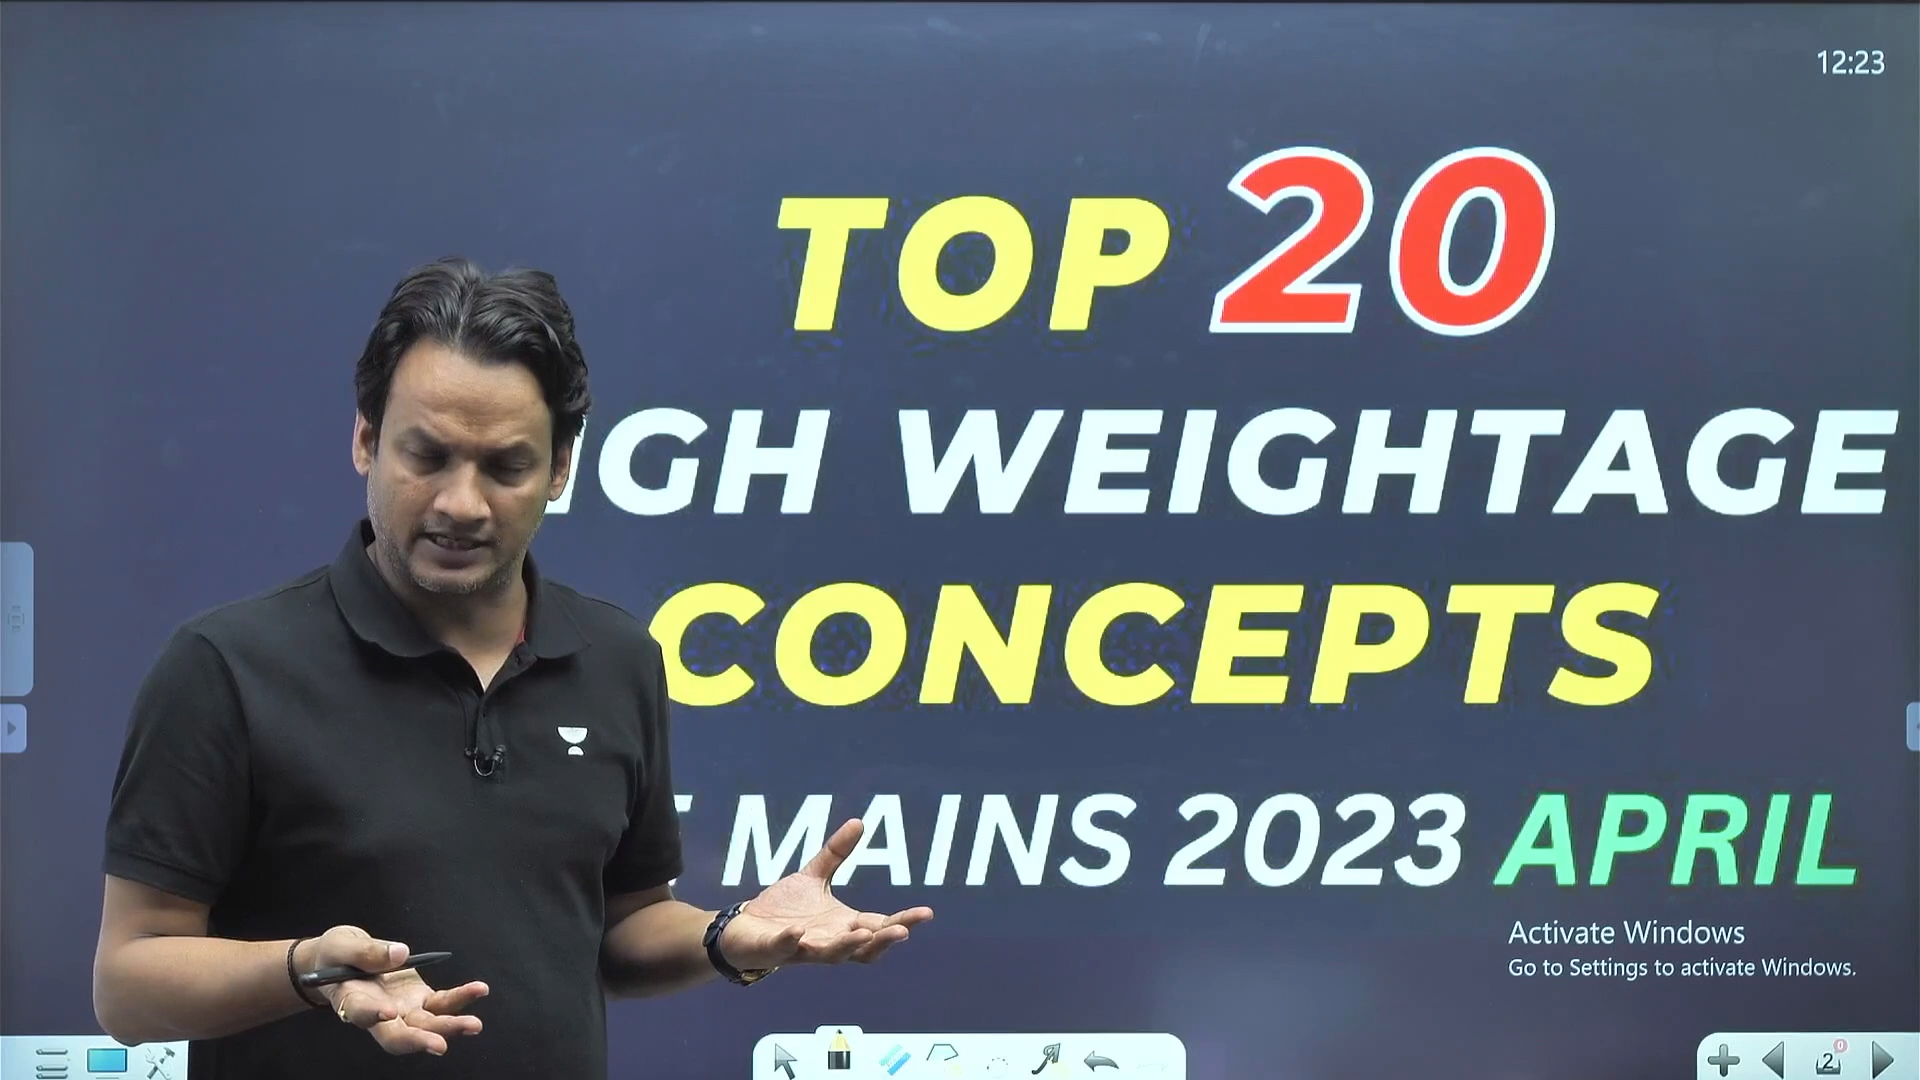 12:23
TOP 20
IGH WEIGHTAGE
CONCEPTS
MAINS 2023 APRIL
Activate Windows
Go to Settings to activate Windows.
2
0